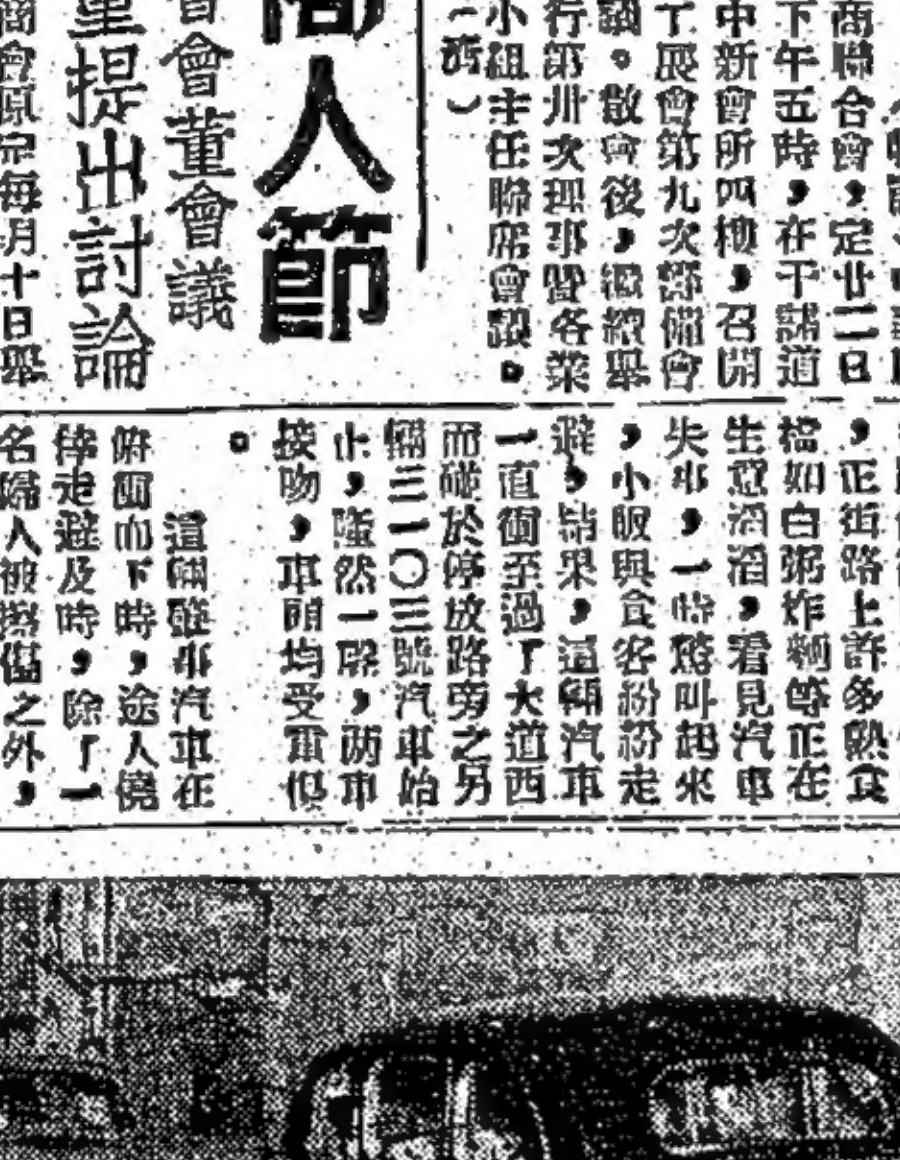 商聯合會，定廿二日
下午五時，在干諾道
中新會所四樓，召開
工展會第九次籌備會
議。散會後，繼續舉
行第卅次理事暨各業
小組主任聯席會議。
商人節
會董會議
提出討論
商會原定每月十日舉
，正街路上許多熟食
檔如白粥炸麵等正在
生意滔滔，看見汽車
失事，一時驚叫起來
，小販與食客紛紛走
避，結果，這輛汽車
一直衝至過了大道西
而碰於停放路旁之另
輛三一〇三號汽車始
止，隆然一聲，兩車
接吻，車頭均受重傷
。
這輛肇事汽車在
俯衝而下時，途人僥
倖走避及時，除了一
名婦人被擦傷之外，